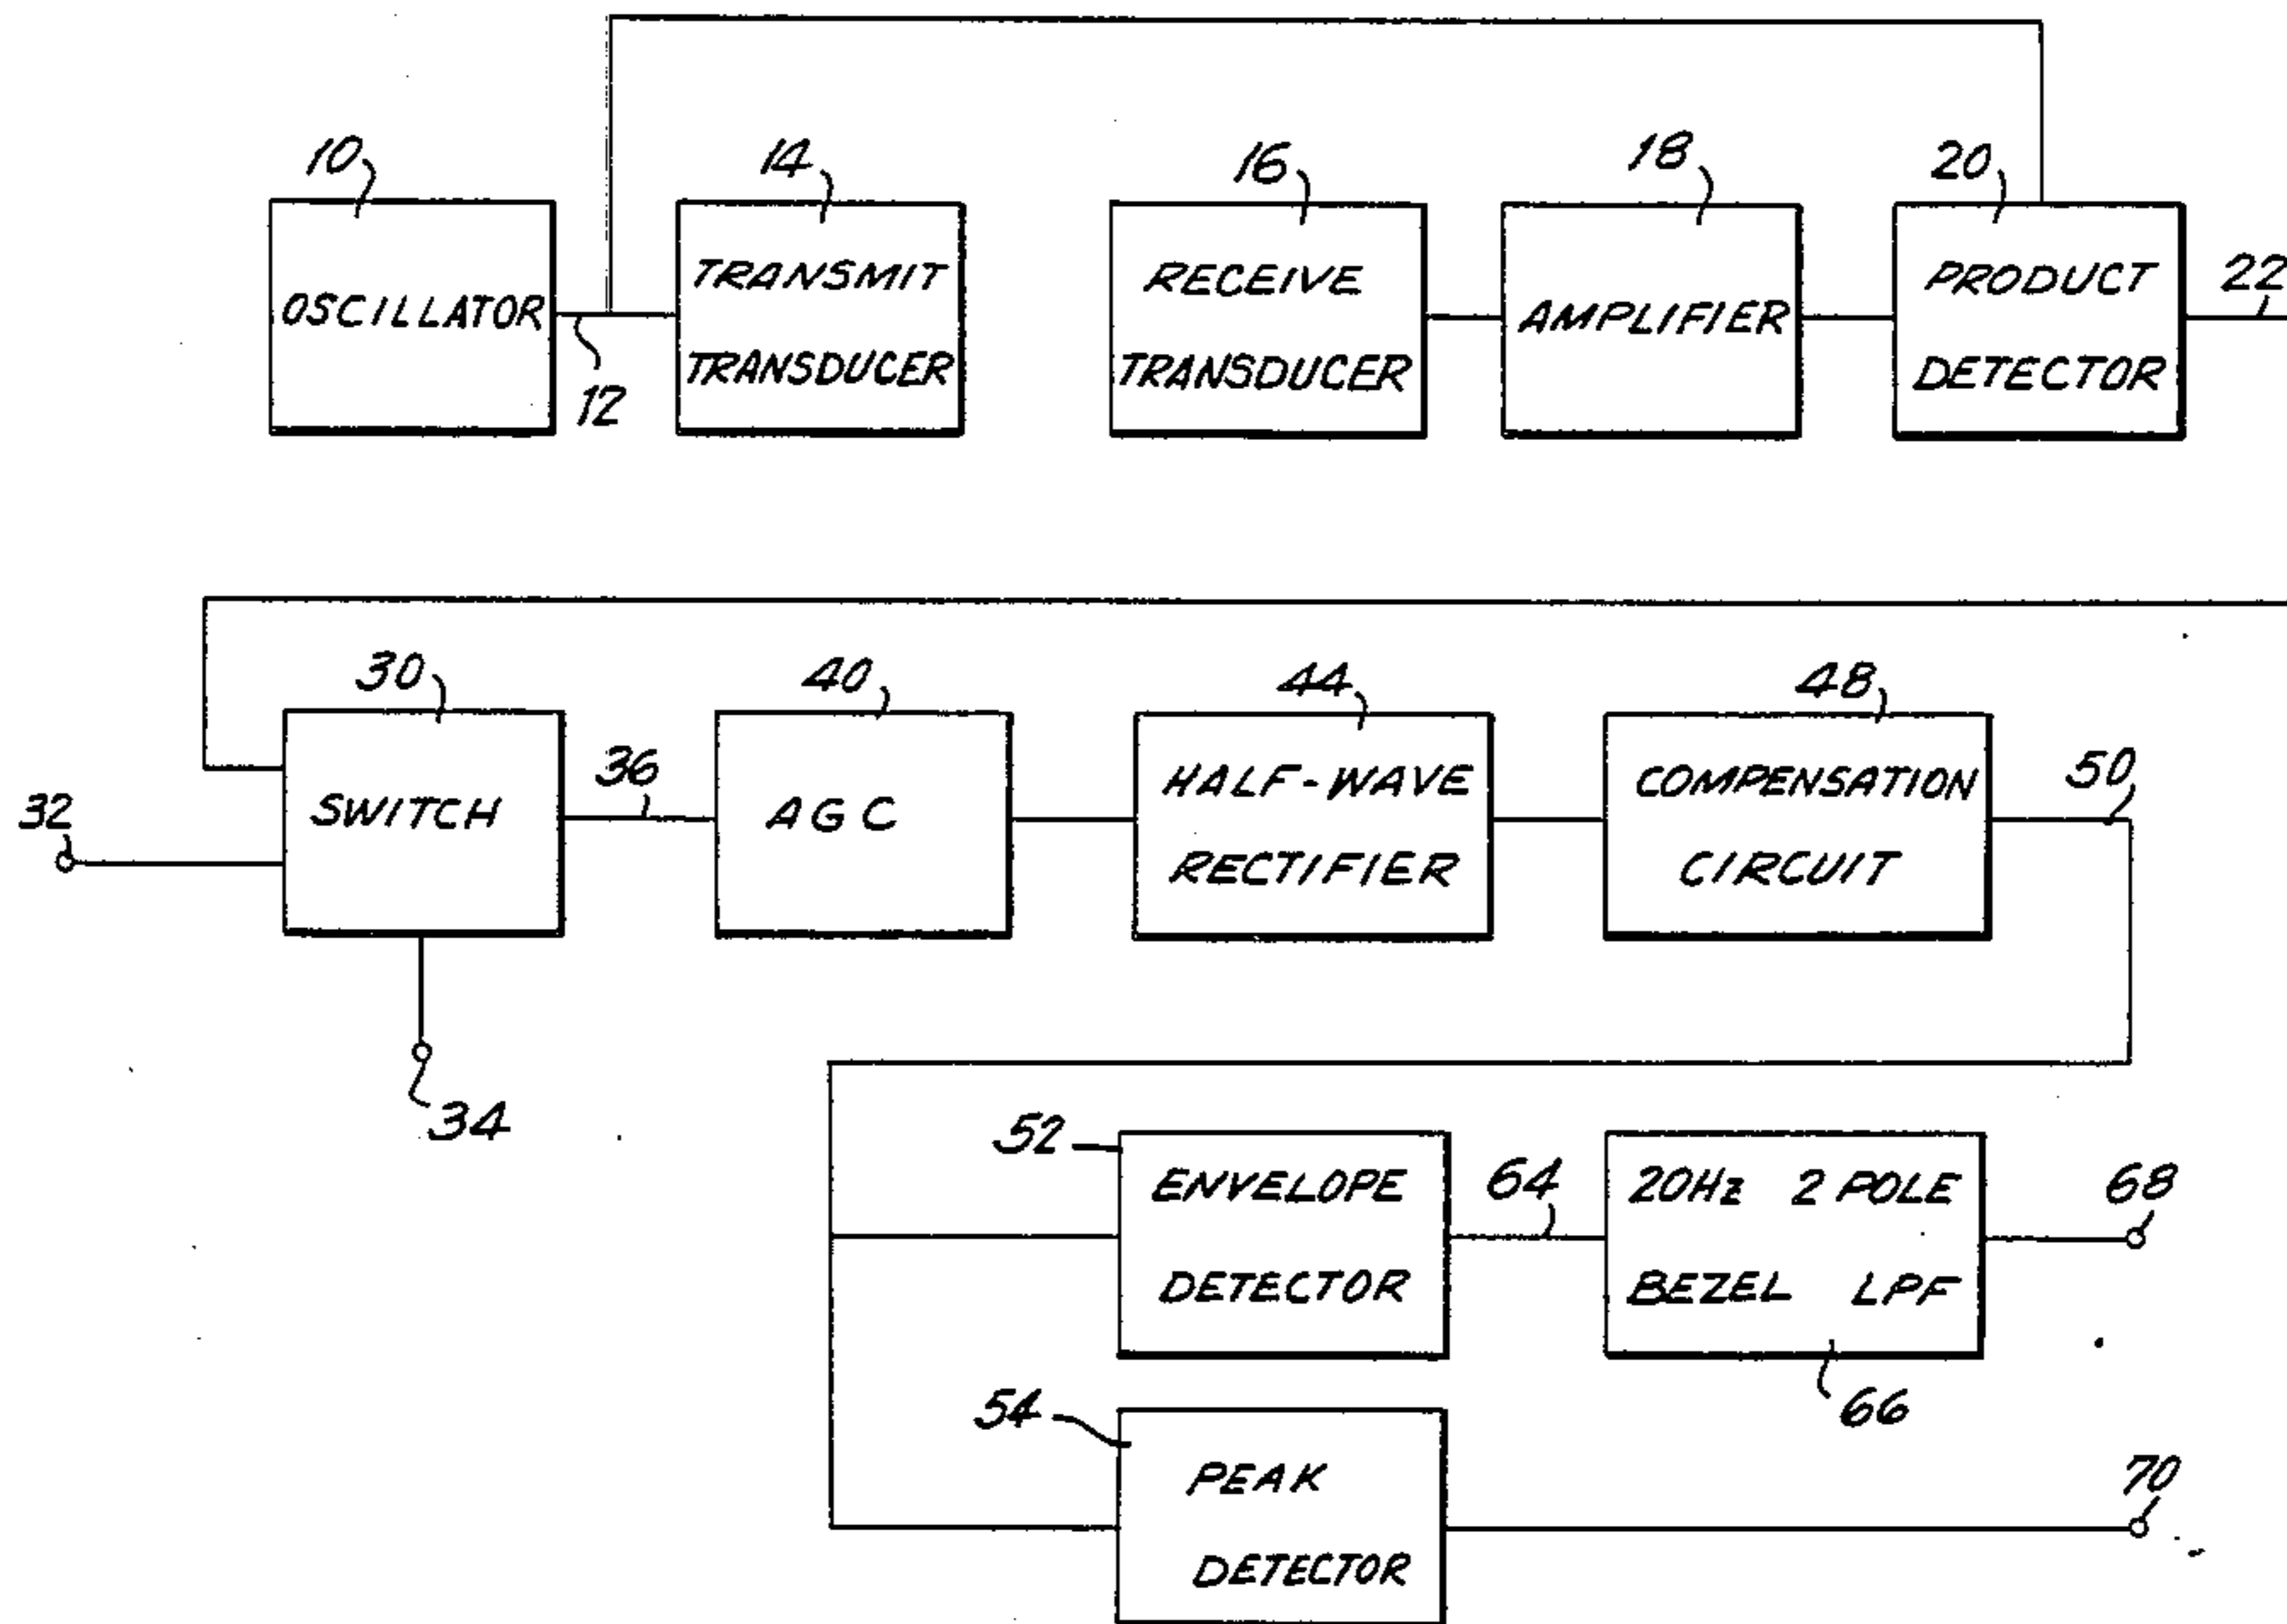 10
14
16
18
20
OSCILLATOR
TRANSMIT
TRANSDUCER
RECEIVE
TRANSDUCER
AMPLIFIER
PRODUCT
DETECTOR
22
12
30
40
44
48
32
SWITCH
36
AGC
HALF-WAVE
RECTIFIER
COMPENSATION
CIRCUIT
50
34
52
ENVELOPE
DETECTOR
64
20Hz 2 POLE
BEZEL LPF
68
66
54
PEAK
DETECTOR
70